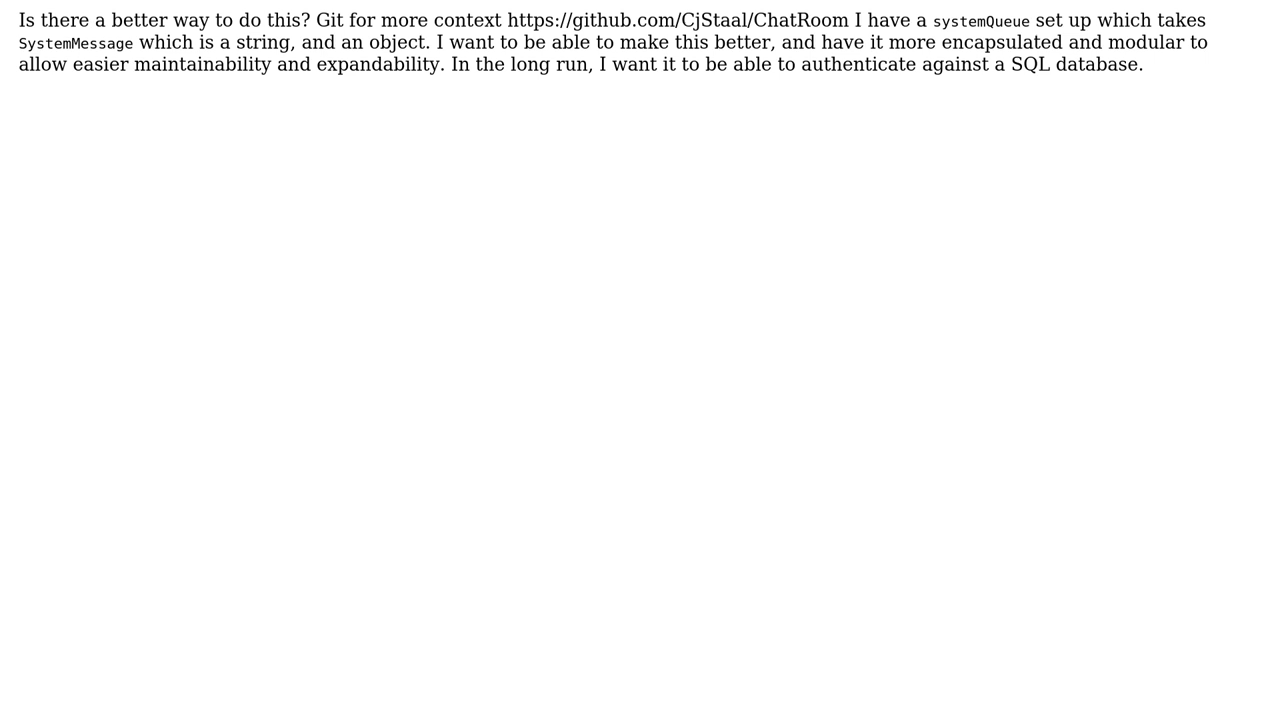 Is there a better way to do this? Git for more context https://github.com/CjStaal/ChatRoom I have a systemQueue set up which takes
SystemMessage which is a string, and an object. I want to be able to make this better, and have it more encapsulated and modular to
allow easier maintainability and expandability. In the long run, I want it to be able to authenticate against a SQL database.